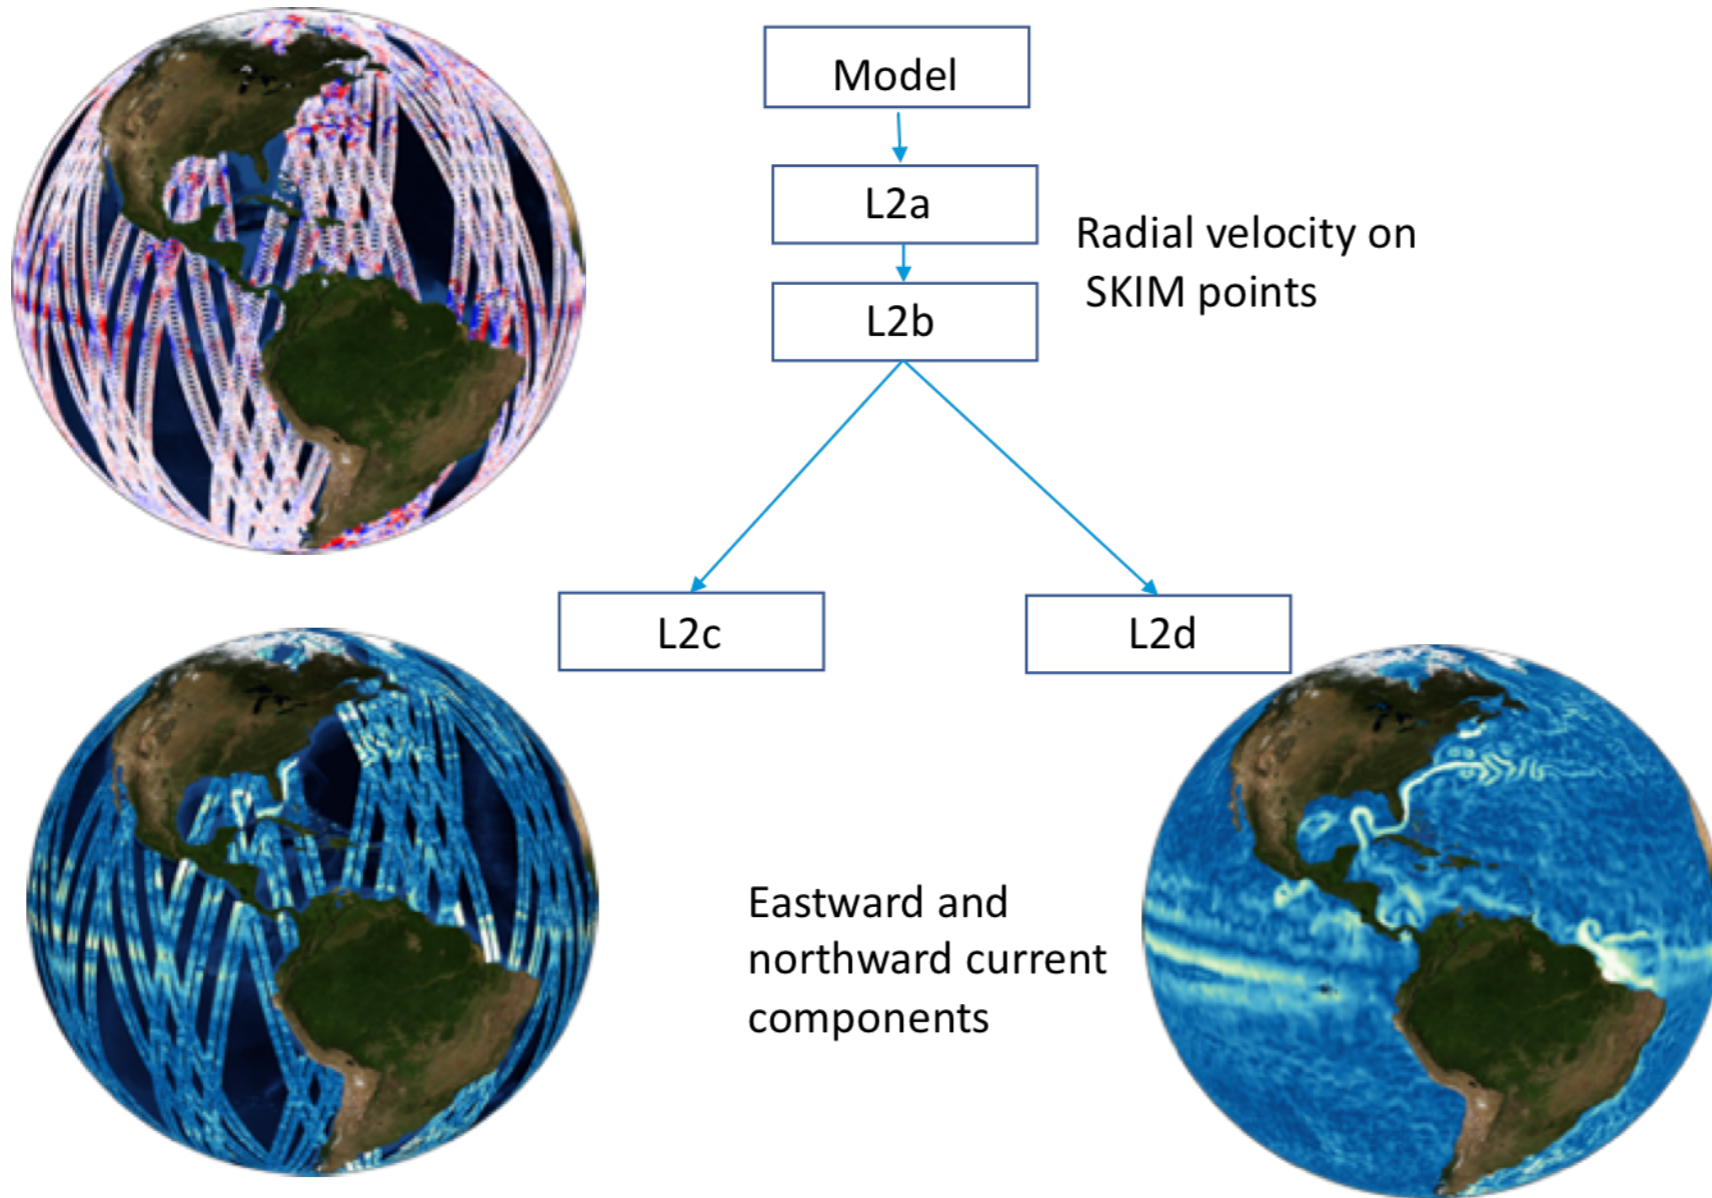 Model
L2a
Radial velocity on
SKIM points
L2b
L2c
L2d
Eastward and
northward current
components